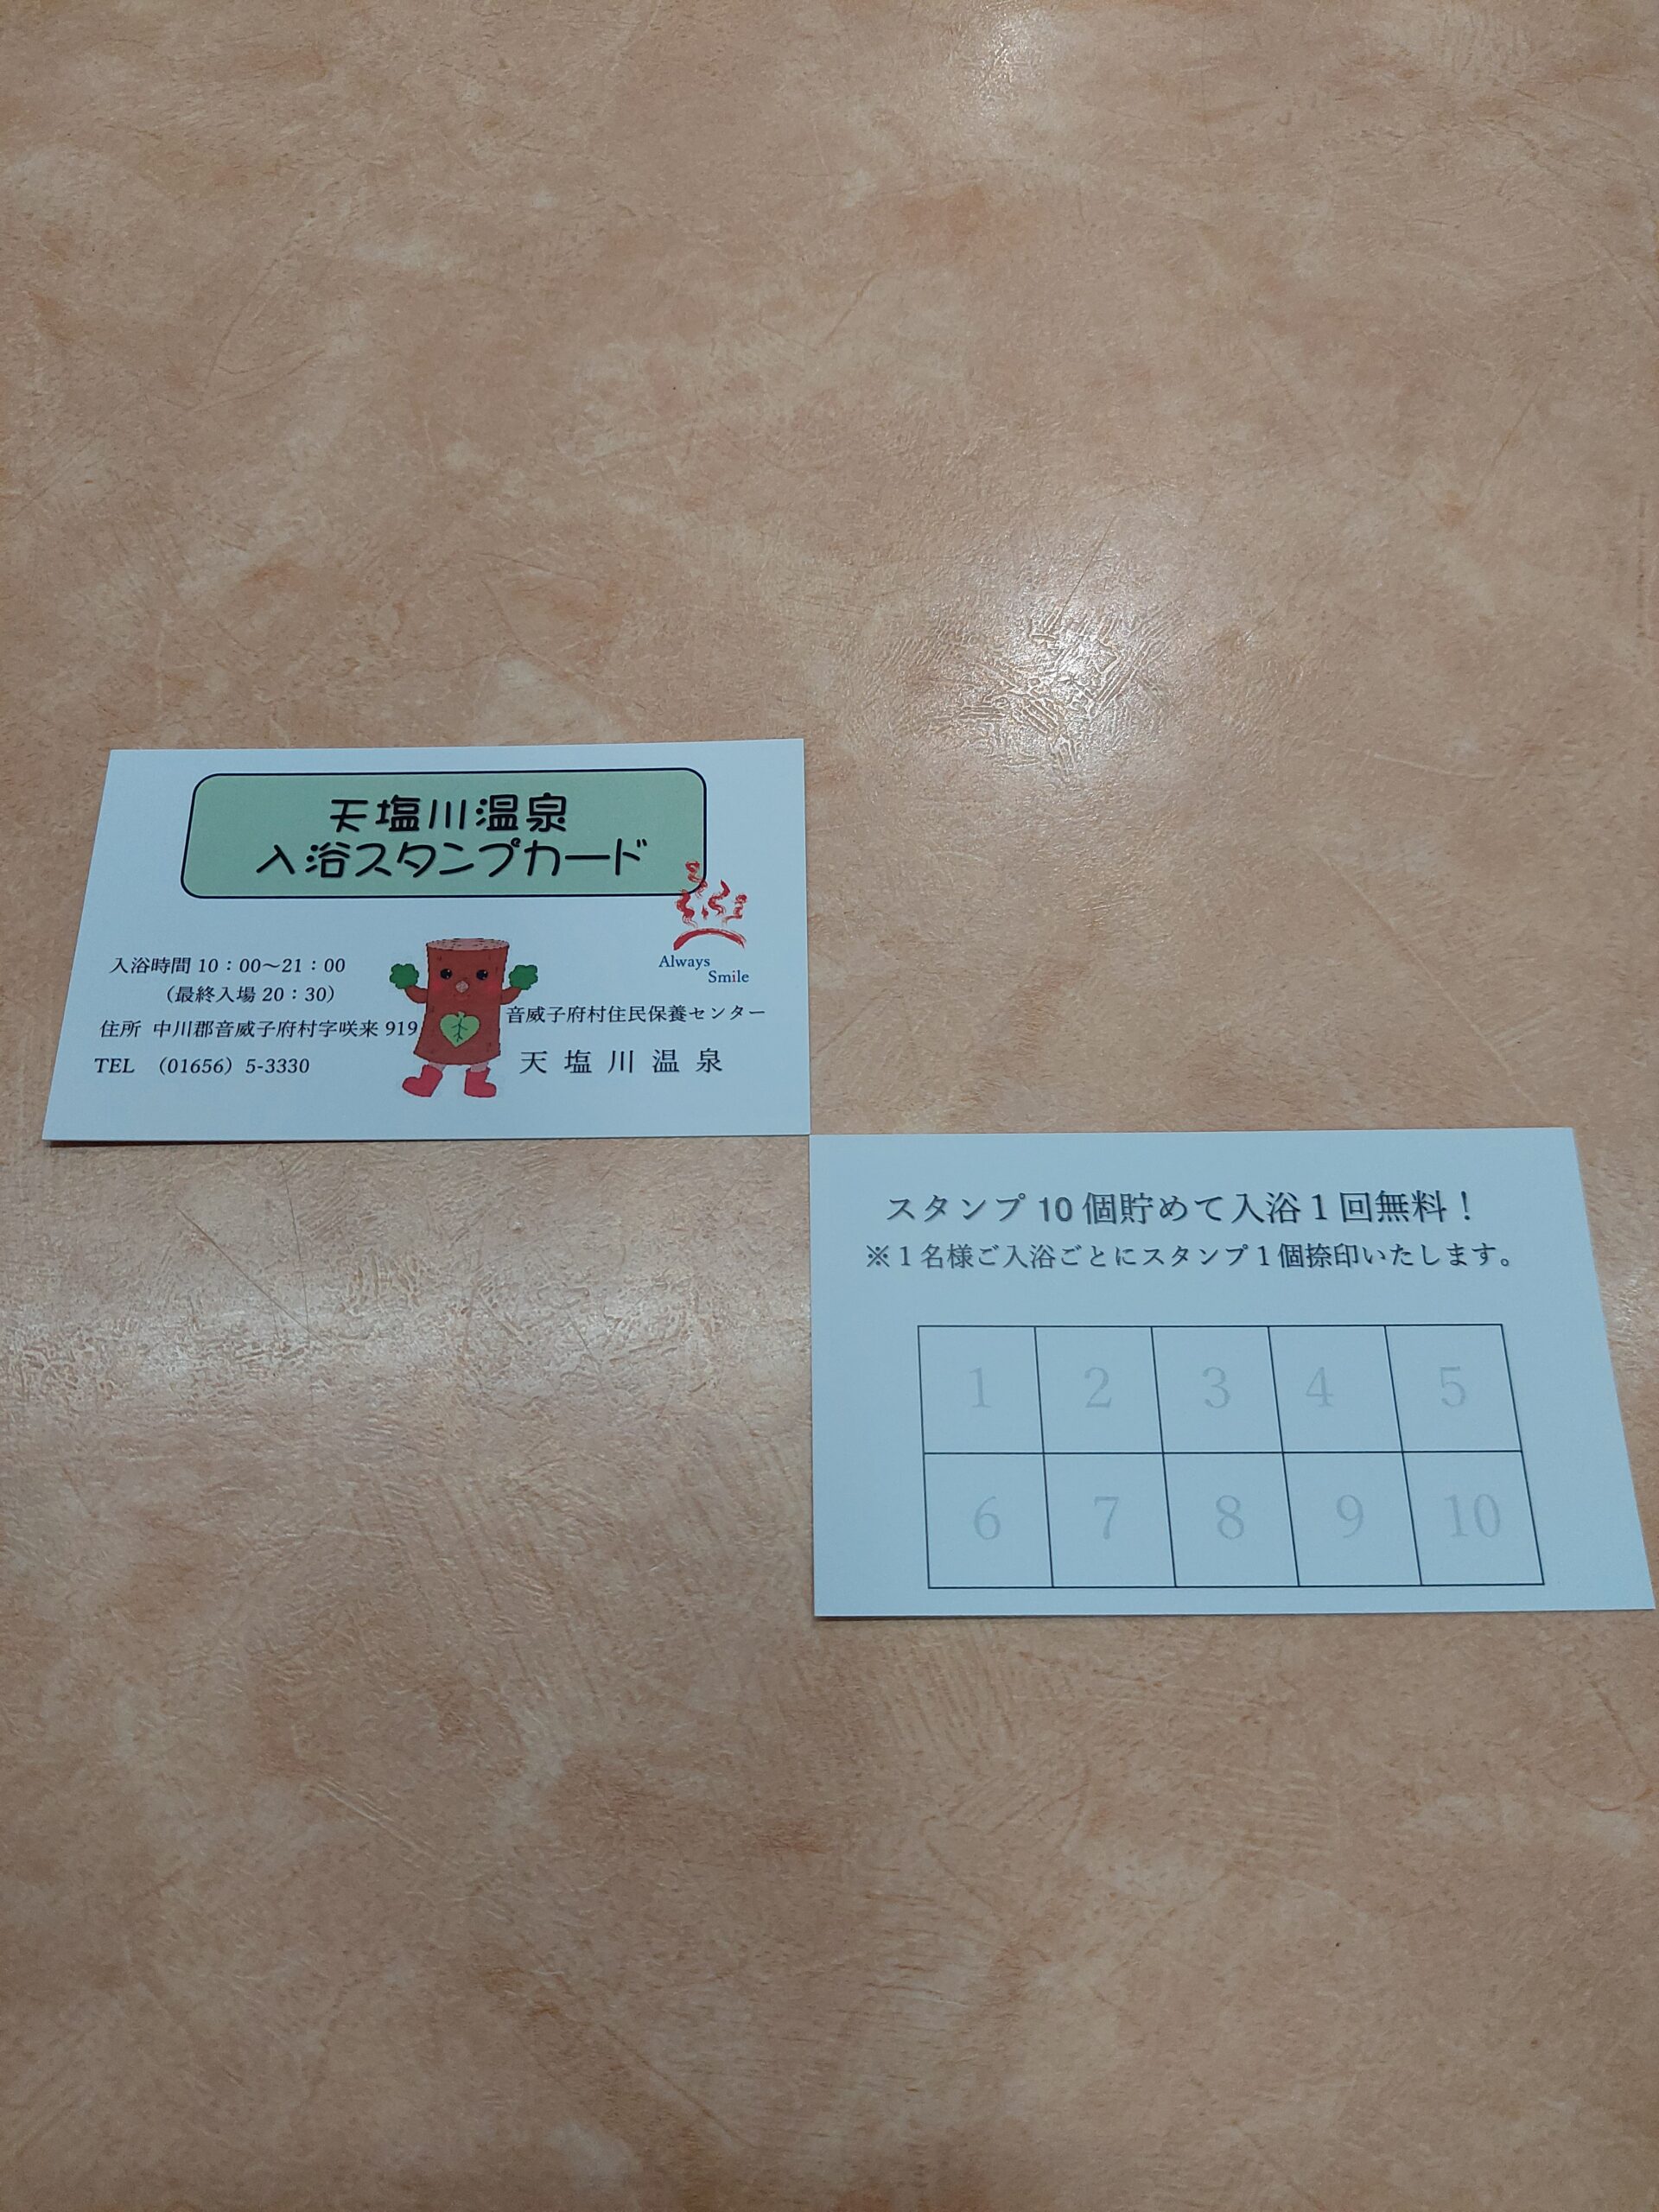 天塩川温泉
入浴スタンプカード
Always
Smile
入浴時間 10：00～21：00
（最終入場 20：30）
住所 中川郡音威子府村字咲来 919
TEL （01656）5-3330
音威子府村住民保養センター
天塩川温泉
スタンプ 10 個貯めて入浴１回無料！
※１名様ご入浴ごとにスタンプ１個捺印いたします。
1 2 3 4 5
6 7 8 9 10